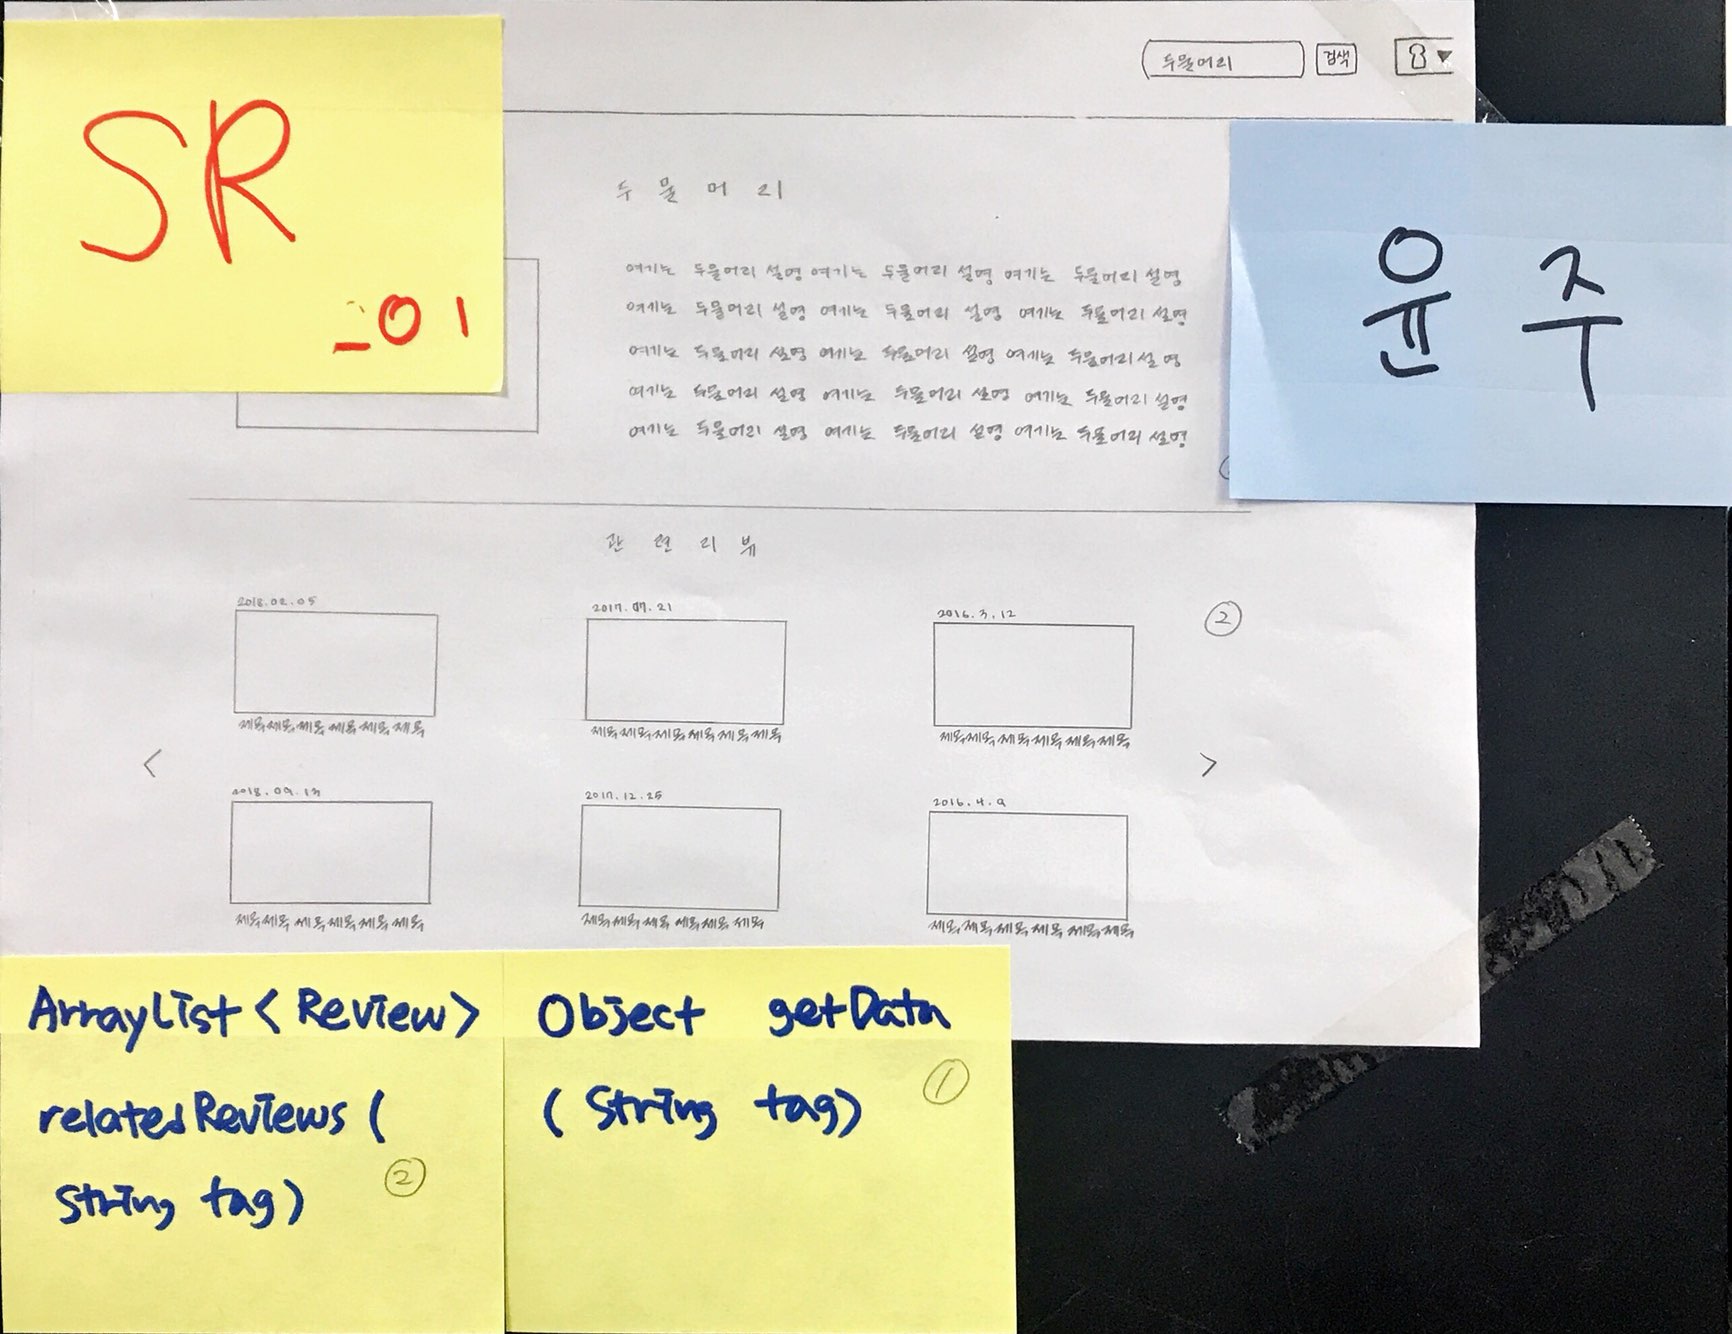 SR
_01
두물머리
검색
윤주
두물머리
여기는 두물머리 설명 여기는 두물머리 설명 여기는 두물머리 설명
여기는 두물머리 설명 여기는 두물머리 설명 여기는 두물머리 설명
여기는 두물머리 설명 여기는 두물머리 설명 여기는 두물머리 설명
여기는 두물머리 설명 여기는 두물머리 설명 여기는 두물머리 설명
여기는 두물머리 설명 여기는 두물머리 설명 여기는 두물머리 설명
관련리뷰
2018.02.05
2017.07.21
2016.3.12
②
제목제목제목제목제목제목
제목제목제목제목제목제목
제목제목제목제목제목제목
<
>
2018.09.13
2017.12.25
2016.4.9
제목제목제목제목제목제목
제목제목제목제목제목제목
제목제목제목제목제목제목
ArrayList<Review>
relatedReviews(
String tag)
②
Object getData
(String tag)
①